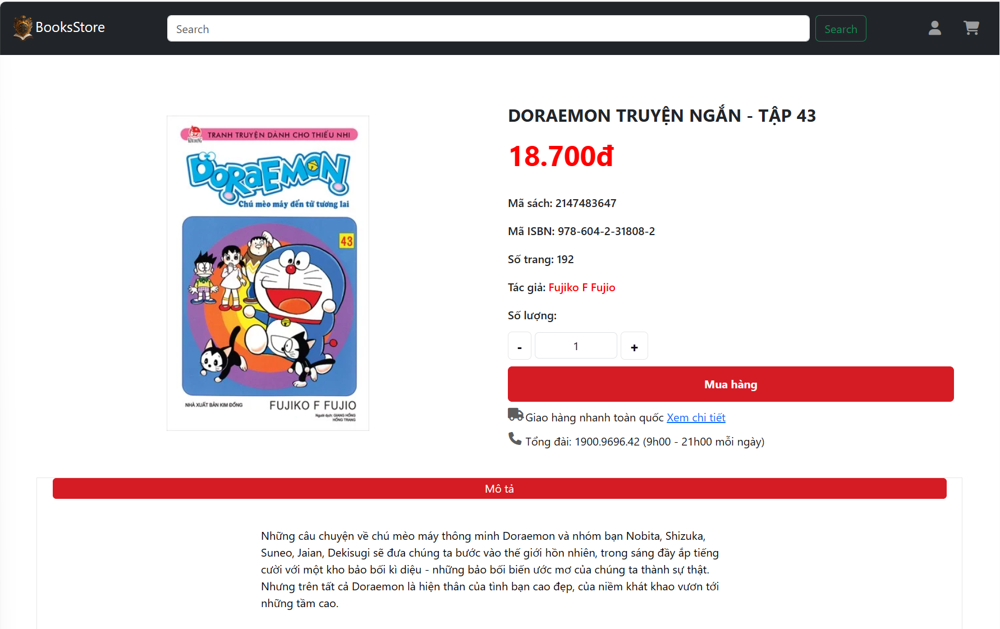 BooksStore
Search
Search
TRANH TRUYỆN DÀNH CHO THIẾU NHI
KIM ĐỒNG
DORAEMON
Chú mèo máy đến từ tương lai
43
NHÀ XUẤT BẢN KIM ĐỒNG
FUJIKO F FUJIO
Người dịch: GIANG HỒNG
HỒNG TRANG
DORAEMON TRUYỆN NGẮN - TẬP 43
18.700đ
Mã sách: 2147483647
Mã ISBN: 978-604-2-31808-2
Số trang: 192
Tác giả: Fujiko F Fujio
Số lượng:
- 1 +
Mua hàng
Giao hàng nhanh toàn quốc Xem chi tiết
Tổng đài: 1900.9696.42 (9h00 - 21h00 mỗi ngày)
Mô tả
Những câu chuyện về chú mèo máy thông minh Doraemon và nhóm bạn Nobita, Shizuka,
Suneo, Jaian, Dekisugi sẽ đưa chúng ta bước vào thế giới hồn nhiên, trong sáng đầy ắp tiếng
cười với một kho bảo bối kì diệu - những bảo bối biến ước mơ của chúng ta thành sự thật.
Nhưng trên tất cả Doraemon là hiện thân của tình bạn cao đẹp, của niềm khát khao vươn tới
những tầm cao.